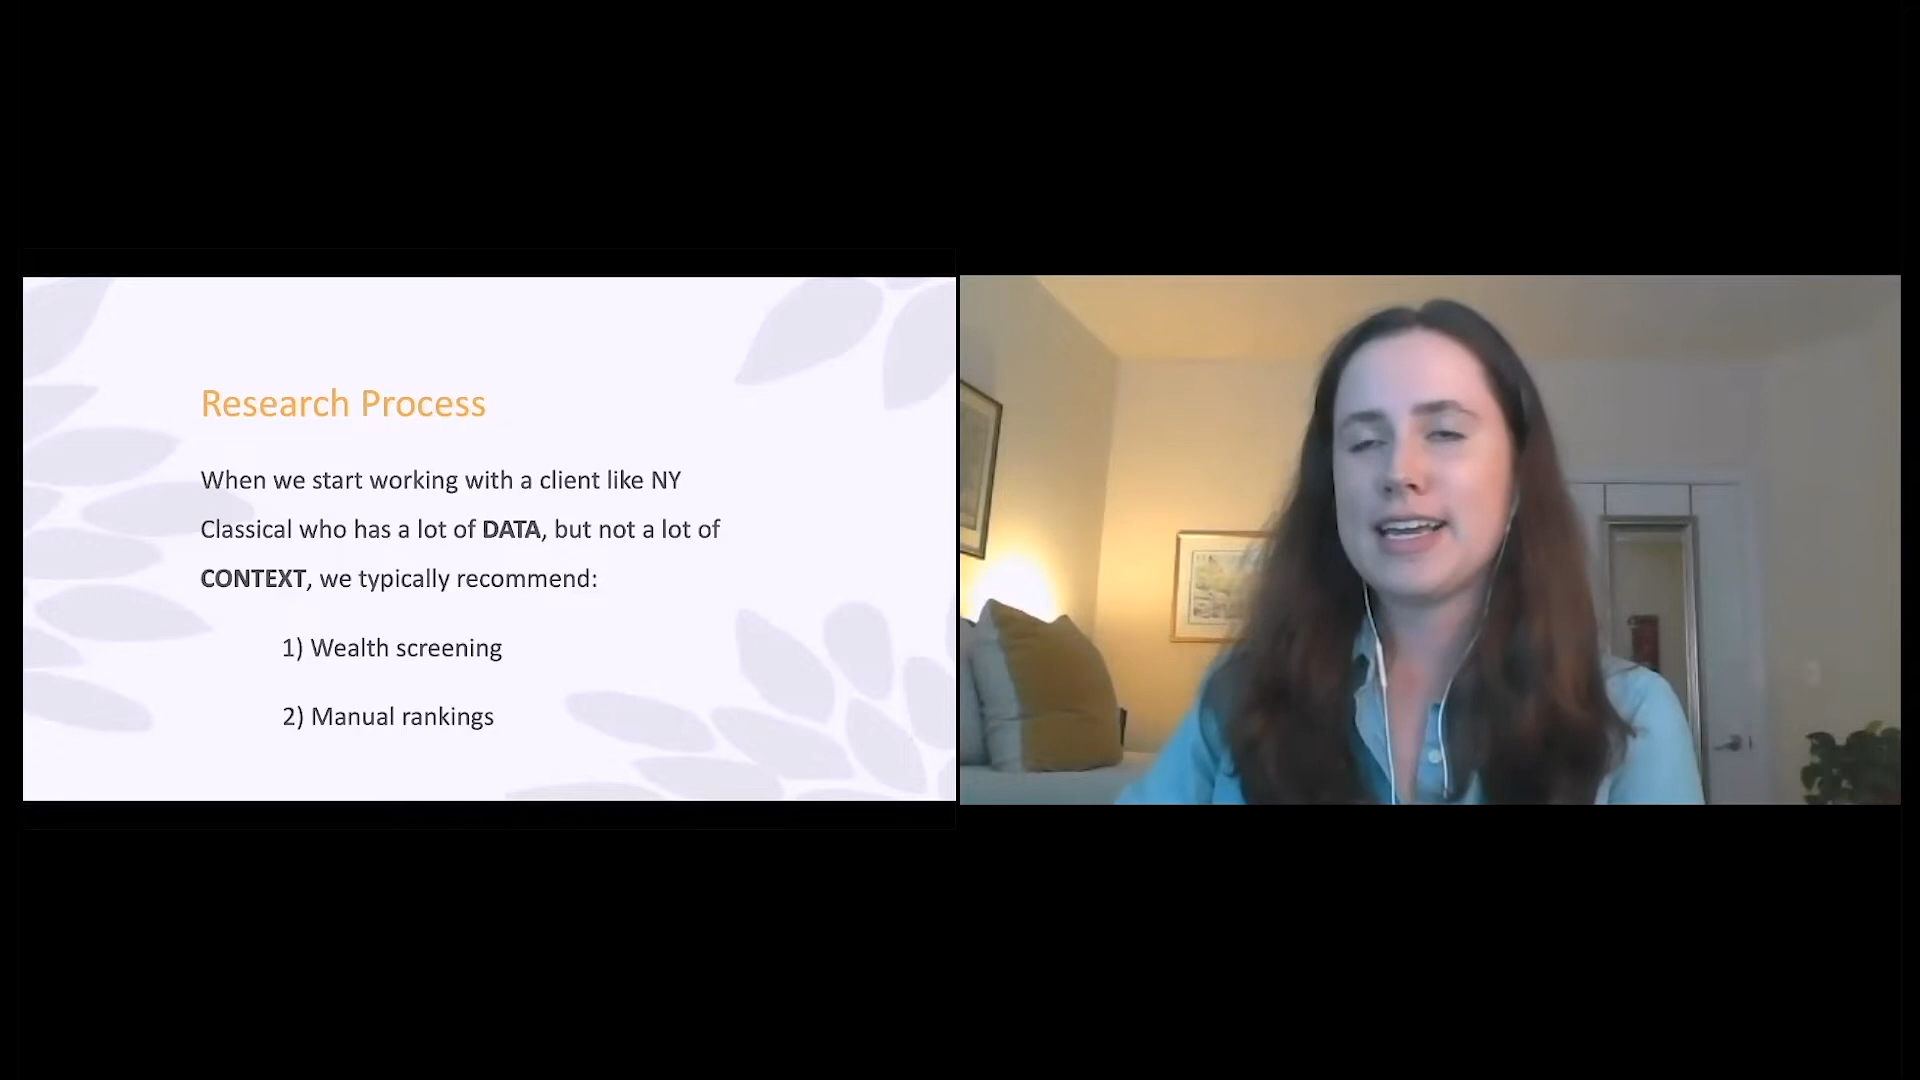 Research Process
When we start working with a client like NY
Classical who has a lot of DATA, but not a lot of
CONTEXT, we typically recommend:
1) Wealth screening
2) Manual rankings